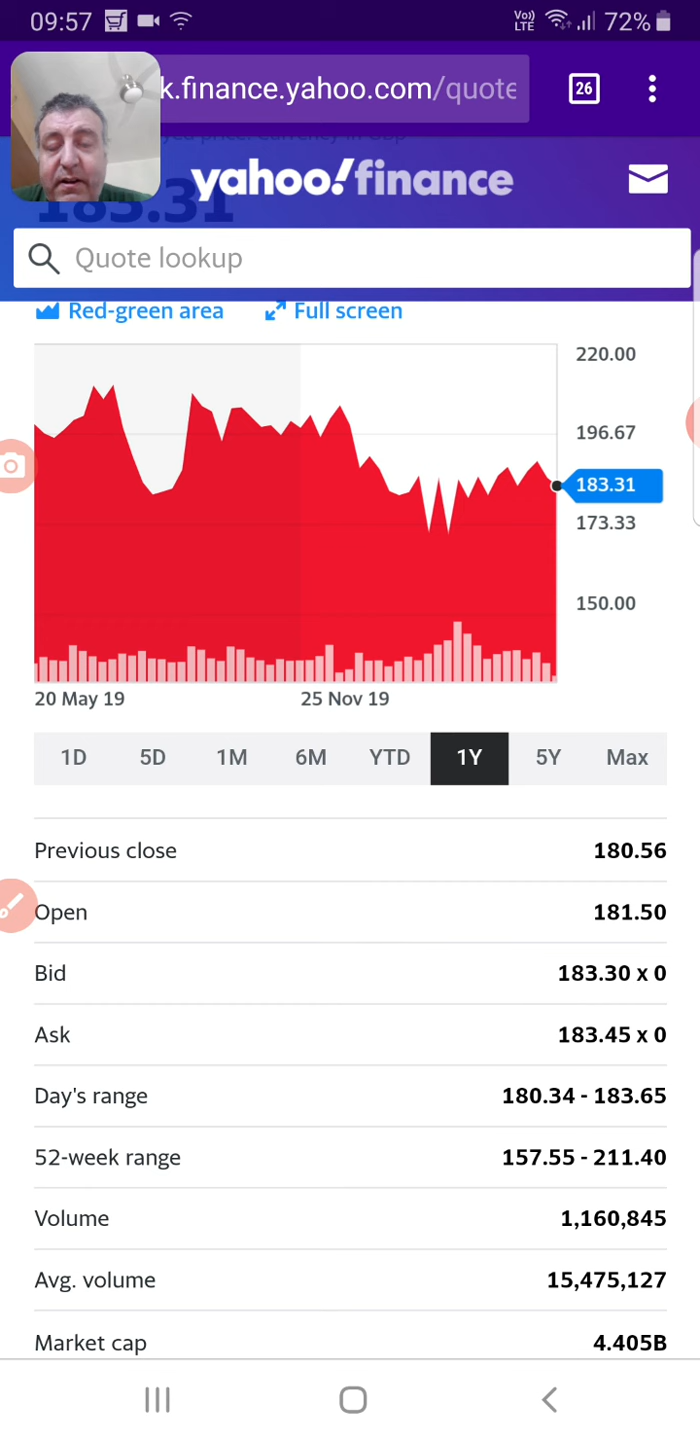 09:57 Vo)) LTE 72%
k.finance.yahoo.com/quote 26
183.31
yahoo!finance
Quote lookup
Red-green area Full screen
220.00
196.67
183.31
173.33
150.00
20 May 19 25 Nov 19
1D 5D 1M 6M YTD 1Y 5Y Max
Previous close 180.56
Open 181.50
Bid 183.30 x 0
Ask 183.45 x 0
Day's range 180.34 - 183.65
52-week range 157.55 - 211.40
Volume 1,160,845
Avg. volume 15,475,127
Market cap 4.405B